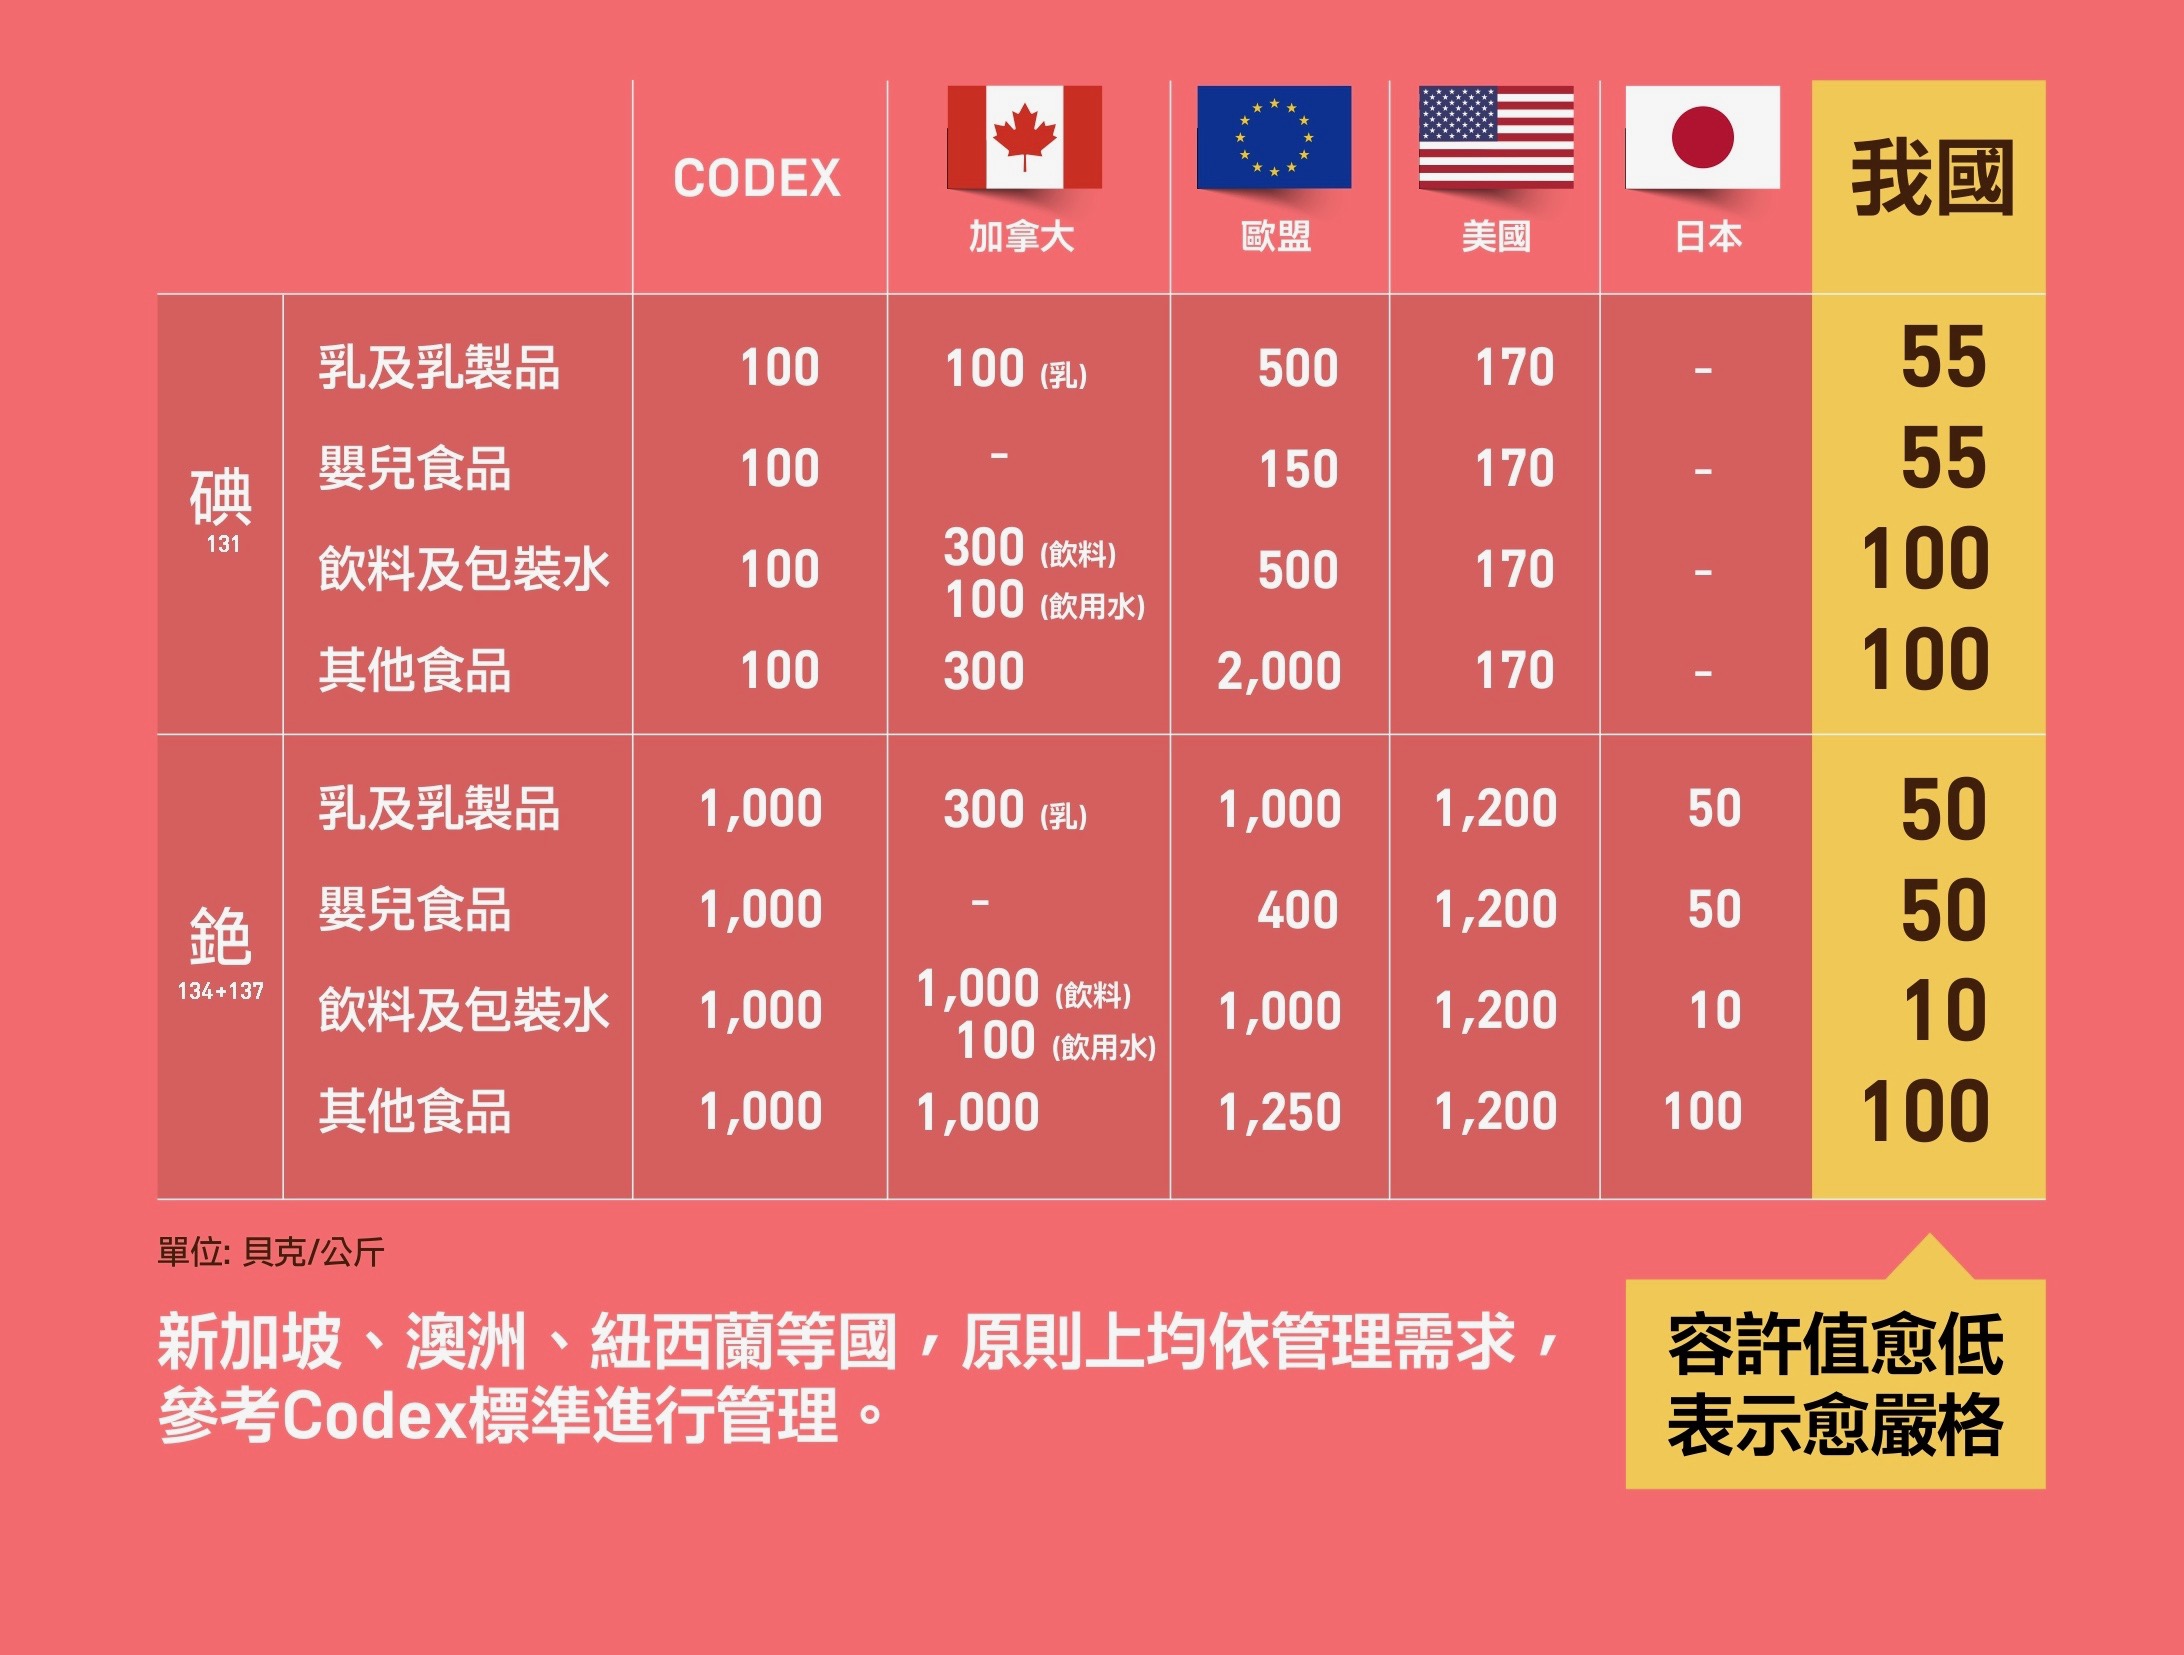 CODEX 加拿大 歐盟 美國 日本 我國
碘
131
乳及乳製品 100 100 (乳) 500 170 - 55
嬰兒食品 100 - 150 170 - 55
飲料及包裝水 100 300 (飲料) 100 (飲用水) 500 170 - 100
其他食品 100 300 2,000 170 - 100
銫
134+137
乳及乳製品 1,000 300 (乳) 1,000 1,200 50 50
嬰兒食品 1,000 - 400 1,200 50 50
飲料及包裝水 1,000 1,000 (飲料) 100 (飲用水) 1,000 1,200 10 10
其他食品 1,000 1,000 1,250 1,200 100 100
單位: 貝克/公斤
新加坡、澳洲、紐西蘭等國，原則上均依管理需求，
參考Codex標準進行管理。
容許值愈低
表示愈嚴格